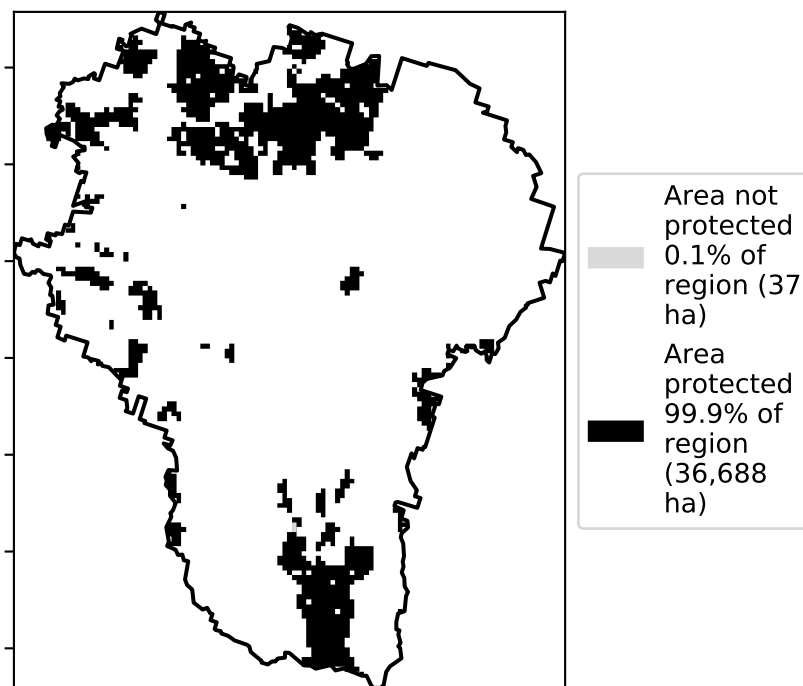 Area not
protected
0.1% of
region (37
ha)
Area
protected
99.9% of
region
(36,688
ha)